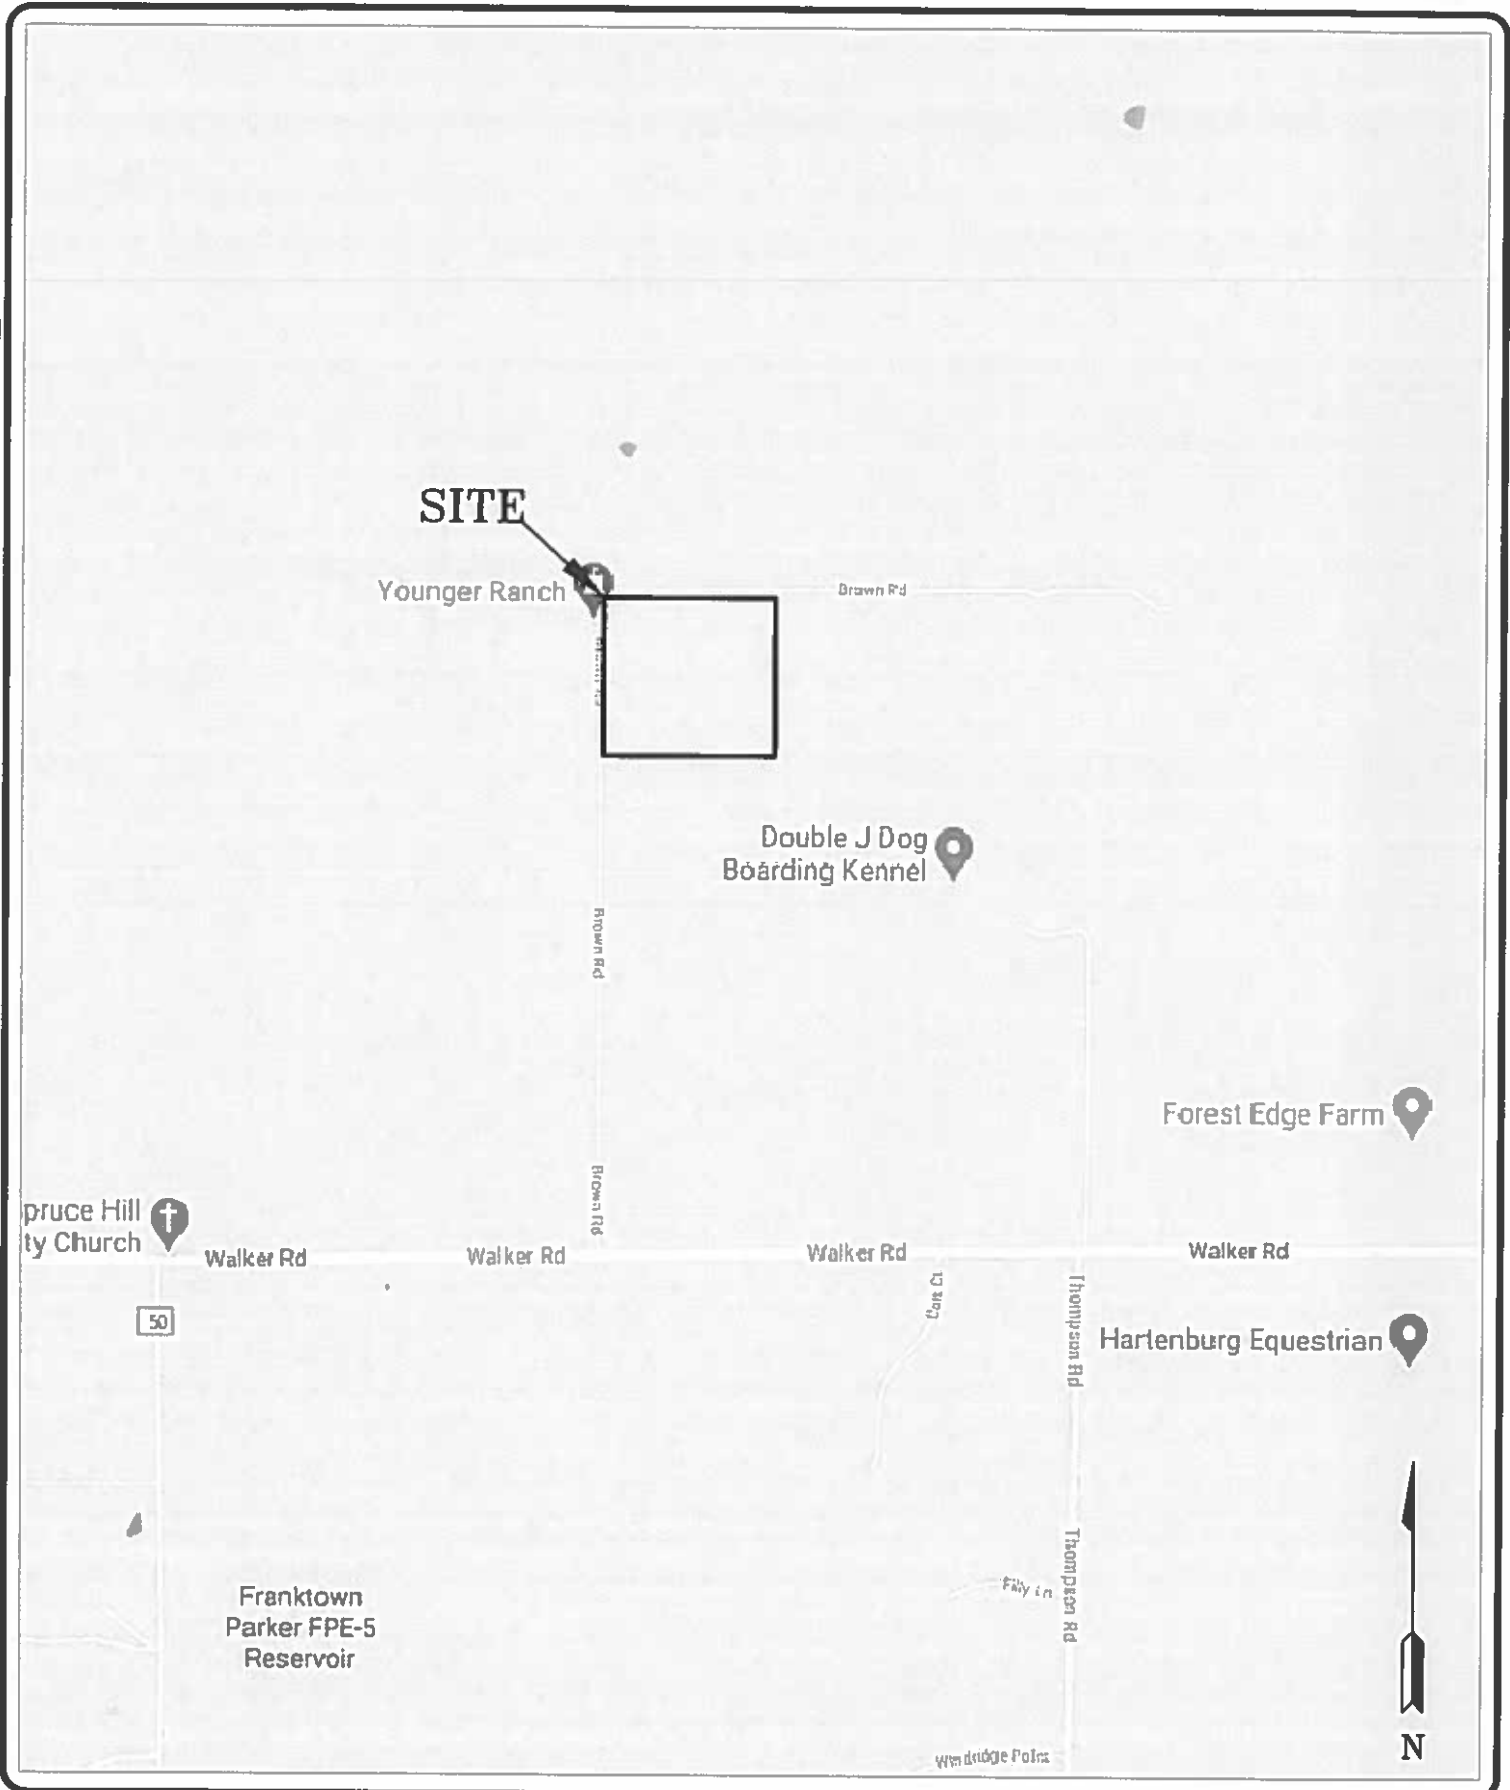 SITE
Younger Ranch
Brown Rd
Double J Dog
Boarding Kennel
Brown Rd
Forest Edge Farm
Brown Rd
pruce Hill
ty Church
Walker Rd
Walker Rd
Walker Rd
Walker Rd
50
Thompson Rd
Hartenburg Equestrian
Filly Ln
Thompson Rd
Franktown
Parker FPE-5
Reservoir
Windridge Point
N